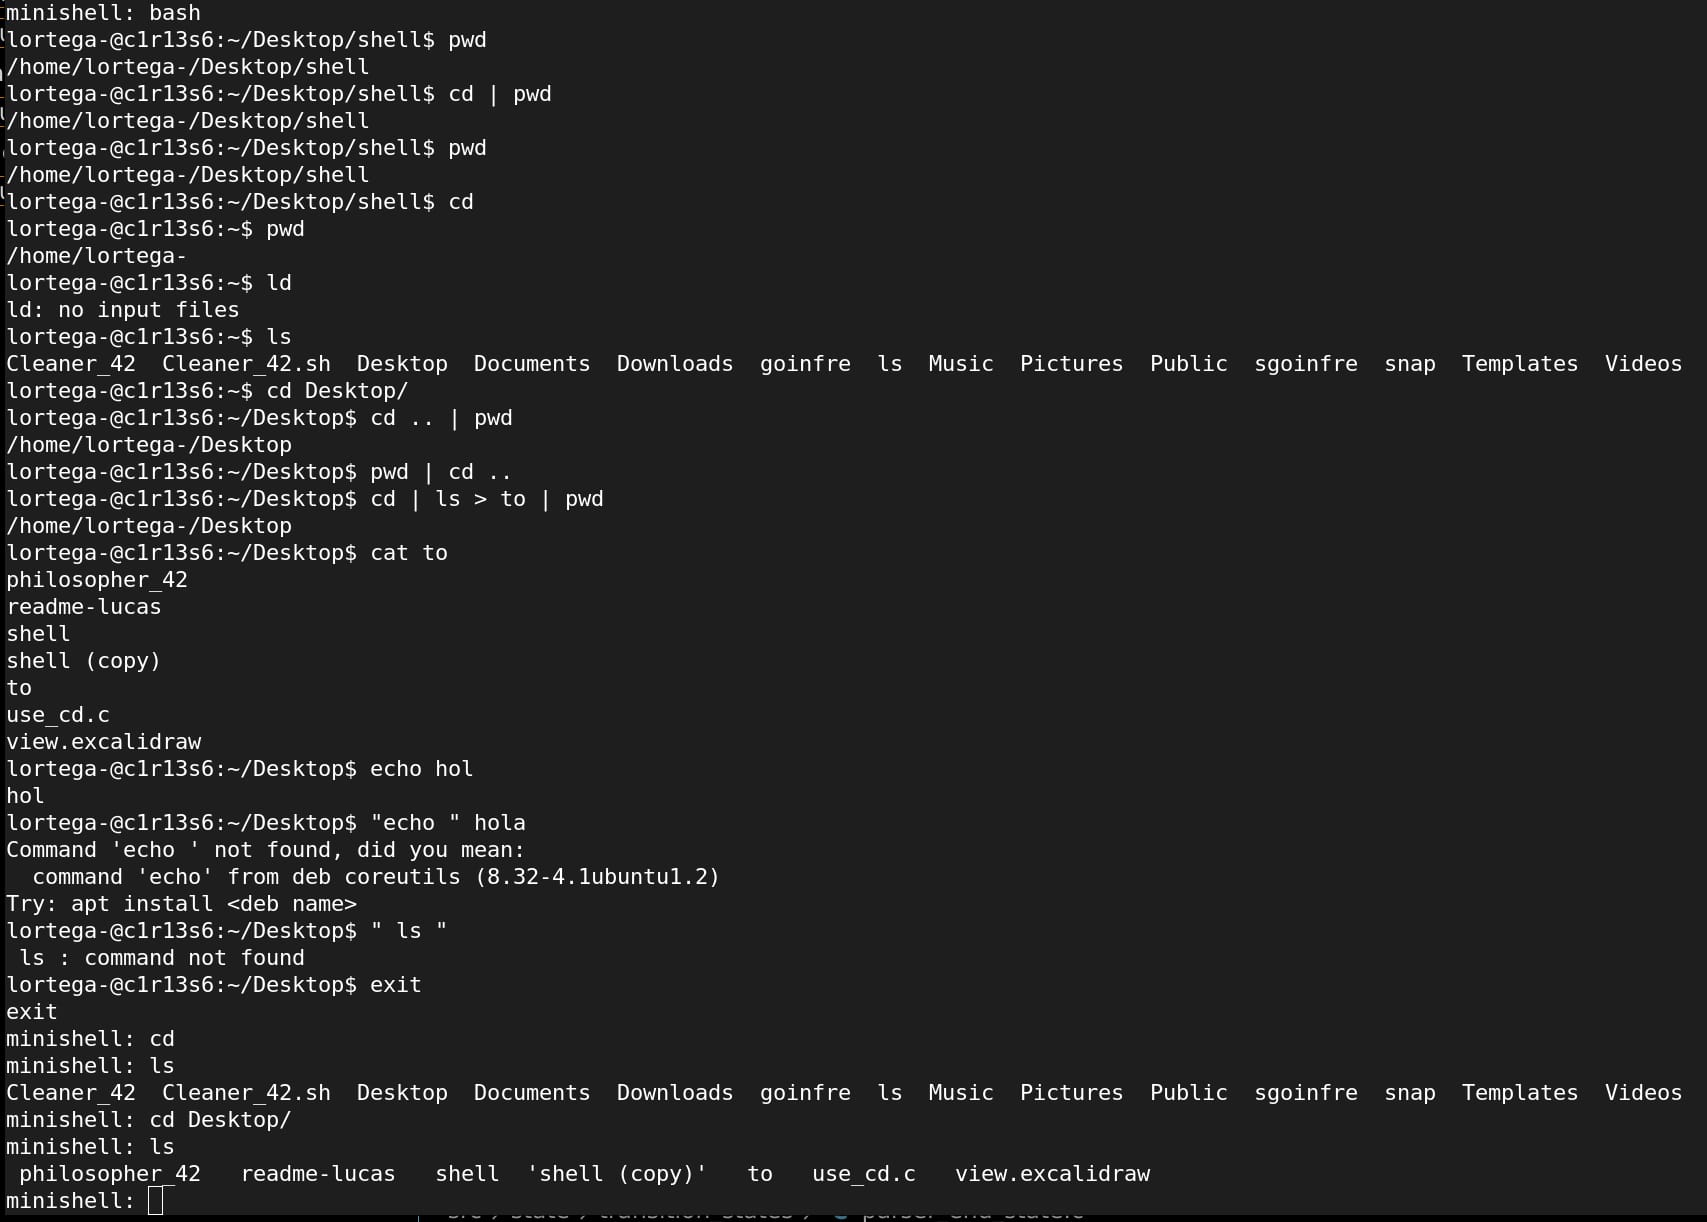 minishell: bash
lortega-@c1r13s6:~/Desktop/shell$ pwd
/home/lortega-/Desktop/shell
lortega-@c1r13s6:~/Desktop/shell$ cd | pwd
/home/lortega-/Desktop/shell
lortega-@c1r13s6:~/Desktop/shell$ pwd
/home/lortega-/Desktop/shell
lortega-@c1r13s6:~/Desktop/shell$ cd
lortega-@c1r13s6:~$ pwd
/home/lortega-
lortega-@c1r13s6:~$ ld
ld: no input files
lortega-@c1r13s6:~$ ls
Cleaner_42  Cleaner_42.sh  Desktop  Documents  Downloads  goinfre  ls  Music  Pictures  Public  sgoinfre  snap  Templates  Videos
lortega-@c1r13s6:~$ cd Desktop/
lortega-@c1r13s6:~/Desktop$ cd .. | pwd
/home/lortega-/Desktop
lortega-@c1r13s6:~/Desktop$ pwd | cd ..
lortega-@c1r13s6:~/Desktop$ cd | ls > to | pwd
/home/lortega-/Desktop
lortega-@c1r13s6:~/Desktop$ cat to
philosopher_42
readme-lucas
shell
shell (copy)
to
use_cd.c
view.excalidraw
lortega-@c1r13s6:~/Desktop$ echo hol
hol
lortega-@c1r13s6:~/Desktop$ "echo " hola
Command 'echo ' not found, did you mean:
  command 'echo' from deb coreutils (8.32-4.1ubuntu1.2)
Try: apt install <deb name>
lortega-@c1r13s6:~/Desktop$ " ls "
 ls : command not found
lortega-@c1r13s6:~/Desktop$ exit
exit
minishell: cd
minishell: ls
Cleaner_42  Cleaner_42.sh  Desktop  Documents  Downloads  goinfre  ls  Music  Pictures  Public  sgoinfre  snap  Templates  Videos
minishell: cd Desktop/
minishell: ls
 philosopher_42   readme-lucas   shell  'shell (copy)'   to   use_cd.c   view.excalidraw
minishell: